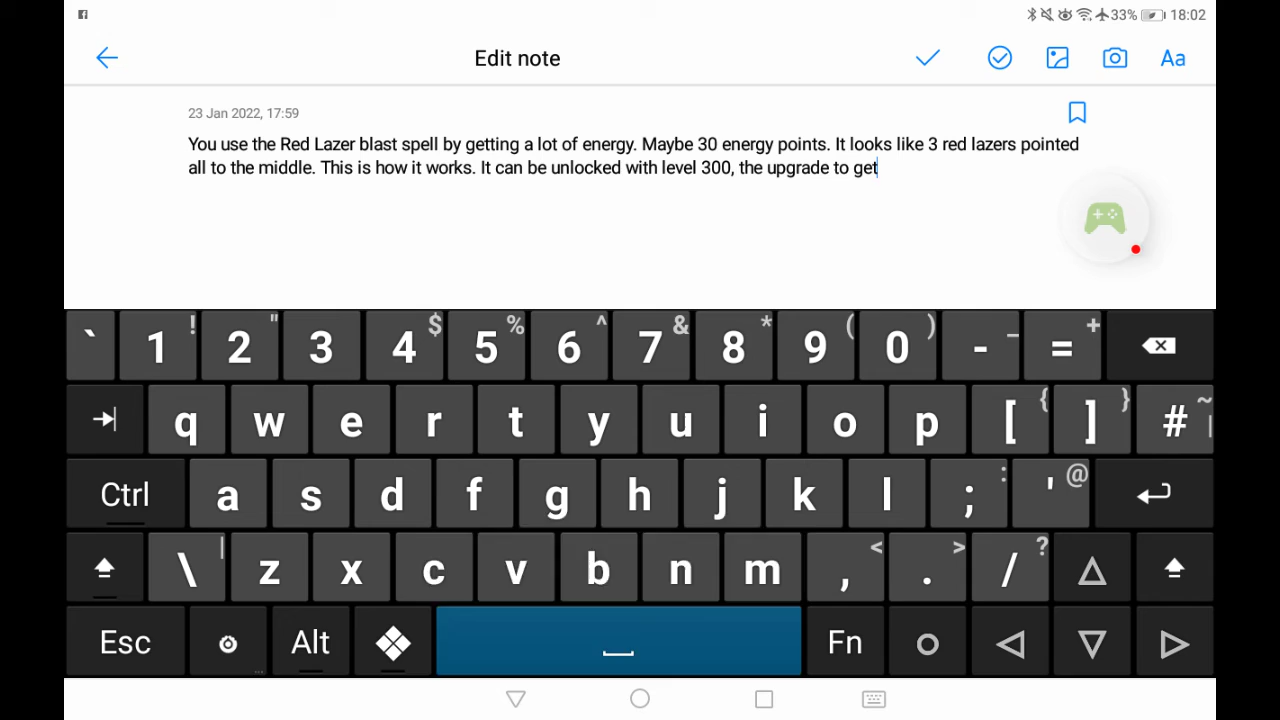 33% 18:02
Edit note
Aa
23 Jan 2022, 17:59
You use the Red Lazer blast spell by getting a lot of energy. Maybe 30 energy points. It looks like 3 red lazers pointed
all to the middle. This is how it works. It can be unlocked with level 300, the upgrade to get
` 1 ! 2 " 3 4 $ 5 % 6 ^ 7 & 8 * 9 ( 0 ) - _ = +
q w e r t y u i o p [ { ] } # ~ |
Ctrl a s d f g h j k l ; : ' @
\ | z x c v b n m , < . > / ?
Esc Alt Fn